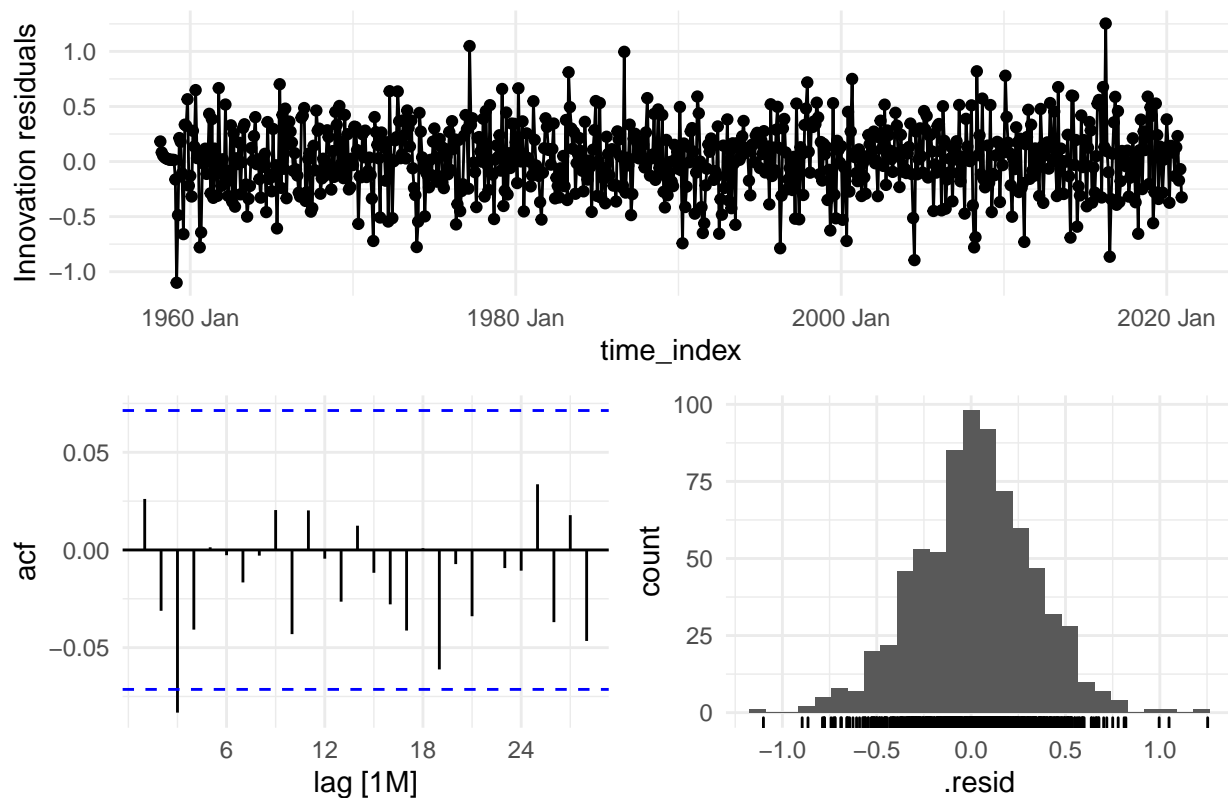 Innovation residuals
1.0
0.5
0.0
−0.5
−1.0
1960 Jan 1980 Jan 2000 Jan 2020 Jan
time_index
acf
0.05
0.00
−0.05
6 12 18 24
lag [1M]
count
100
75
50
25
0
−1.0 −0.5 0.0 0.5 1.0
.resid